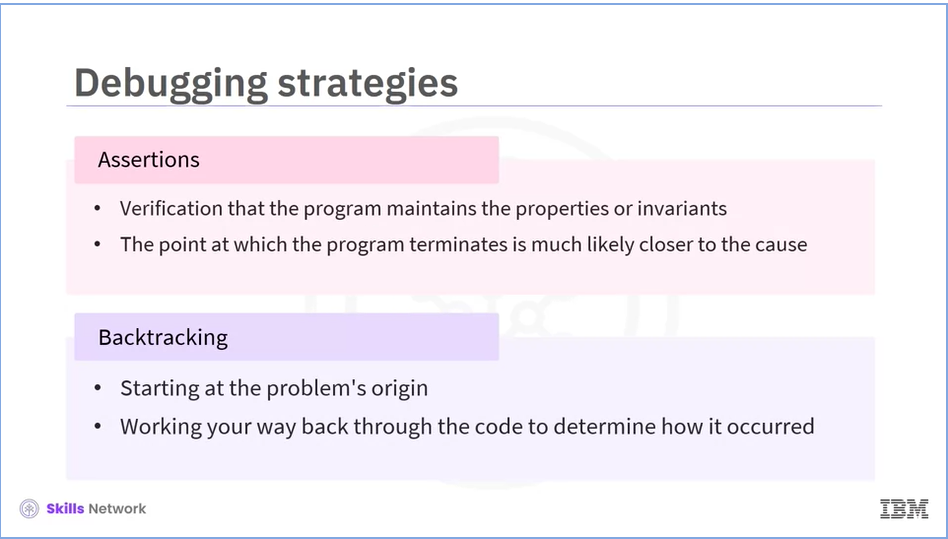 Debugging strategies
Assertions
• Verification that the program maintains the properties or invariants
• The point at which the program terminates is much likely closer to the cause
Backtracking
• Starting at the problem's origin
• Working your way back through the code to determine how it occurred
Skills Network
IBM